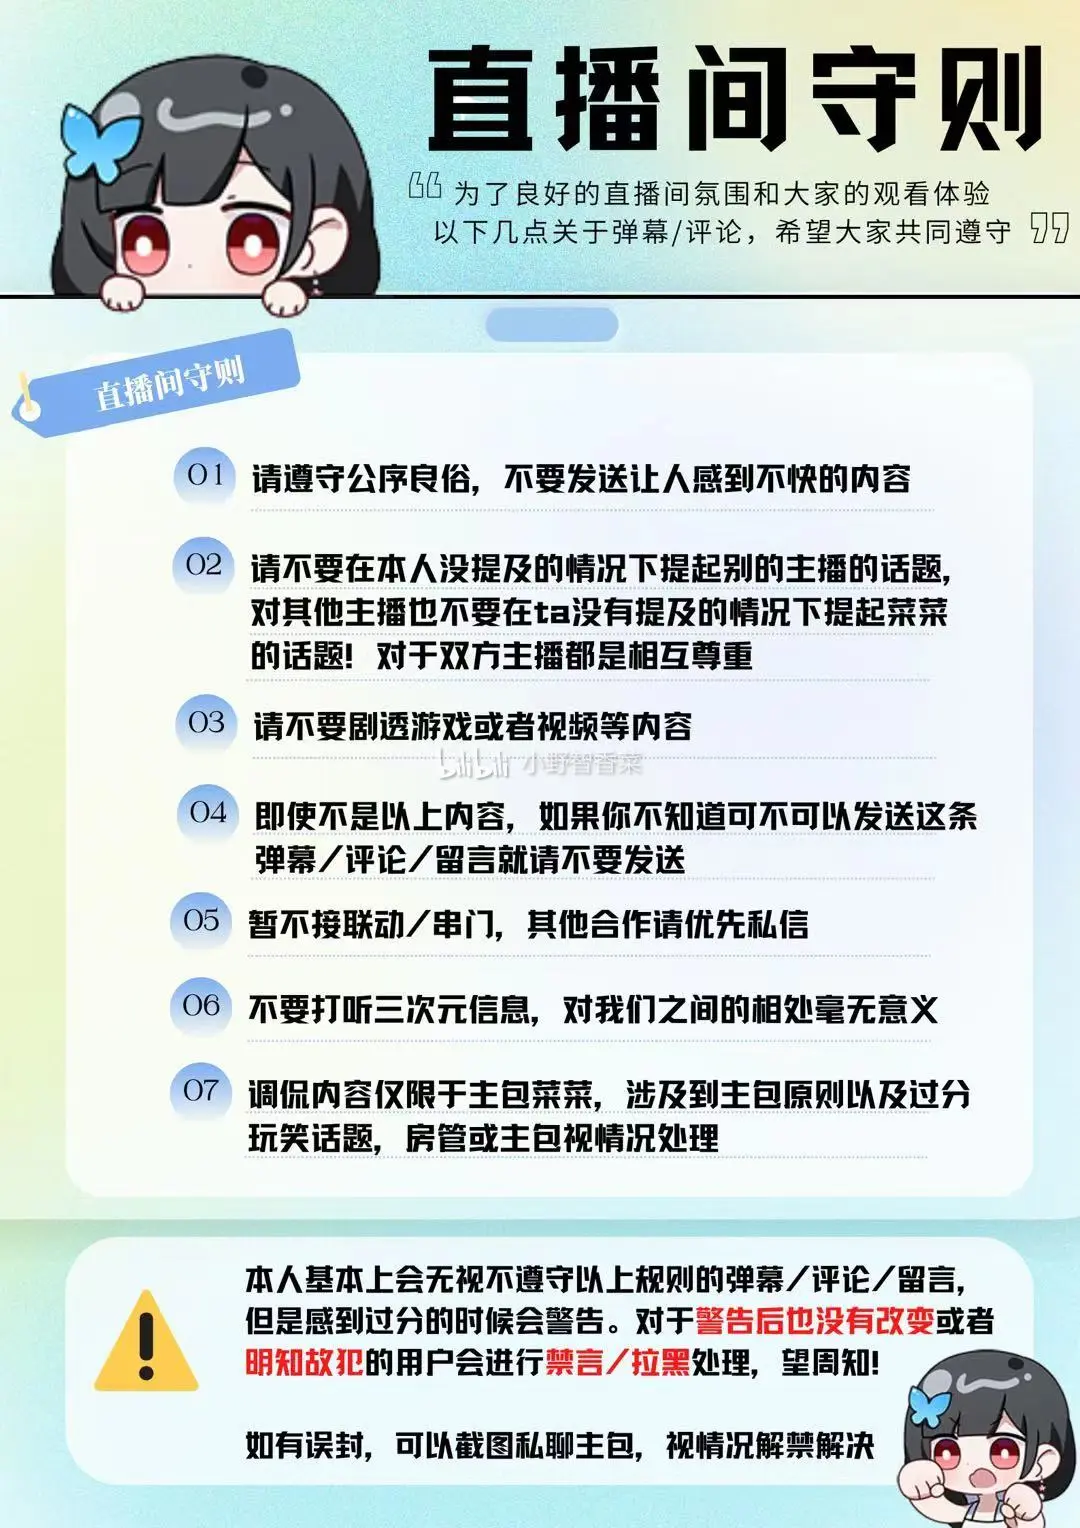 直播间守则
“为了良好的直播间氛围和大家的观看体验
以下几点关于弹幕/评论，希望大家共同遵守”
直播间守则
01 请遵守公序良俗，不要发送让人感到不快的内容
02 请不要在本人没提及的情况下提起别的主播的话题，
对其他主播也不要在ta没有提及的情况下提起菜菜
的话题！对于双方主播都是相互尊重
03 请不要剧透游戏或者视频等内容
bilibili 小野智香菜
04 即使不是以上内容，如果你不知道可不可以发送这条
弹幕/评论/留言就请不要发送
05 暂不接联动/串门，其他合作请优先私信
06 不要打听三次元信息，对我们之间的相处毫无意义
07 调侃内容仅限于主包菜菜，涉及到主包原则以及过分
玩笑话题，房管或主包视情况处理
本人基本上会无视不遵守以上规则的弹幕/评论/留言，
但是感到过分的时候会警告。对于警告后也没有改变或者
明知故犯的用户会进行禁言/拉黑处理，望周知!
如有误封，可以截图私聊主包，视情况解禁解决